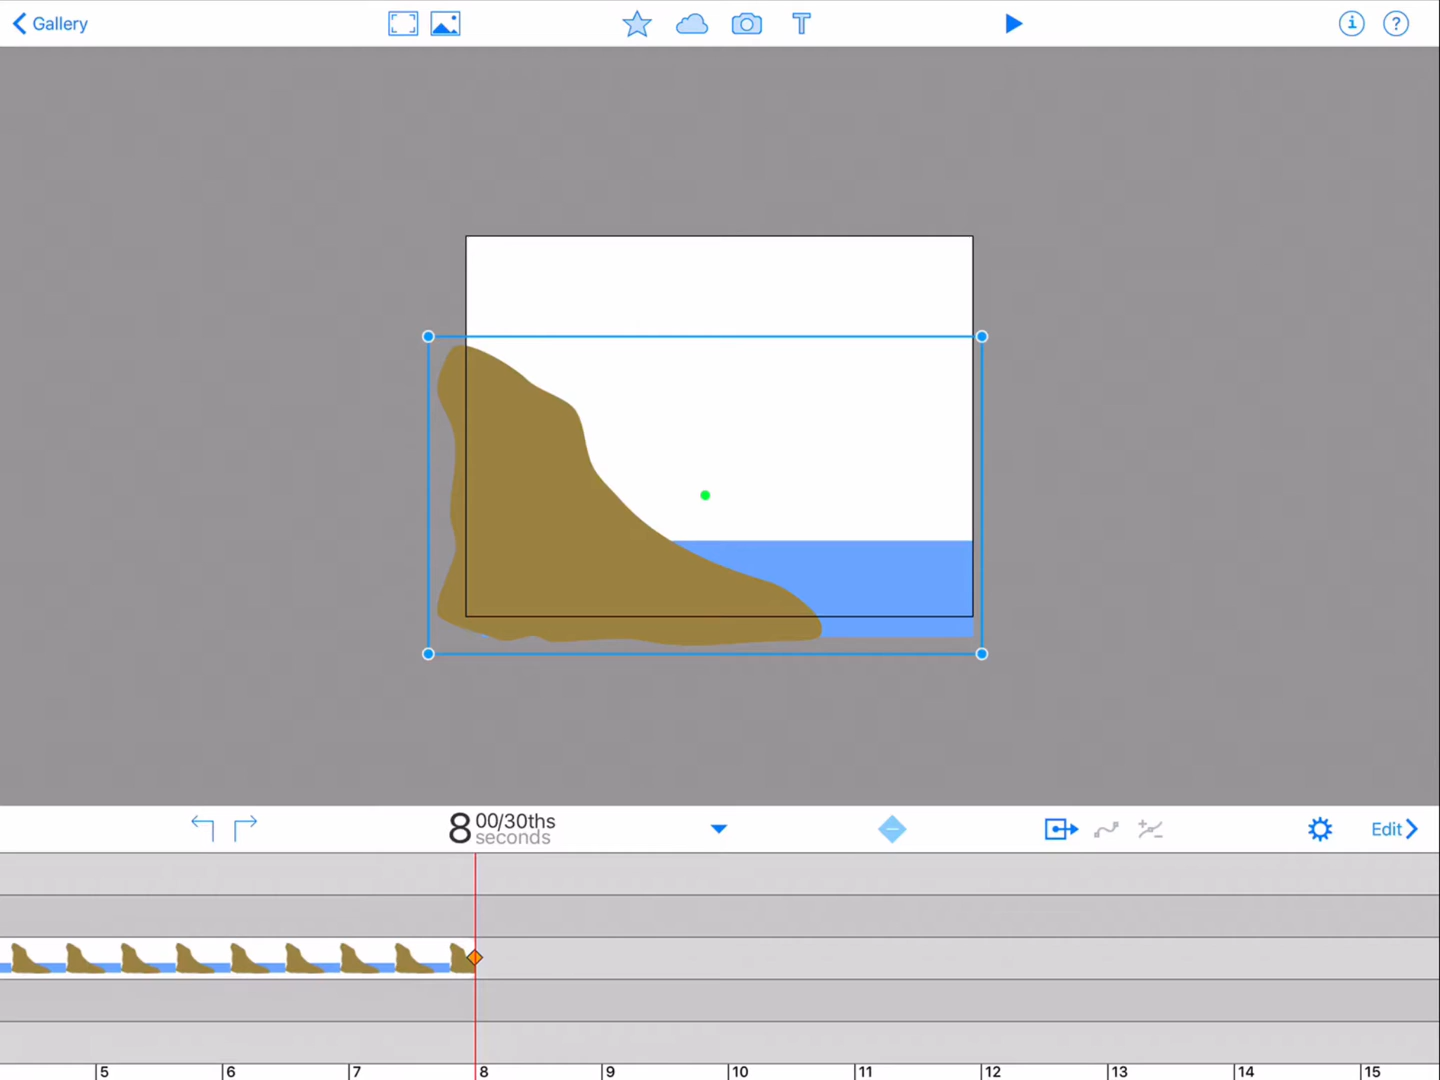 Gallery
T
i
?
8 00/30ths
seconds
Edit
5 6 7 8 9 10 11 12 13 14 15